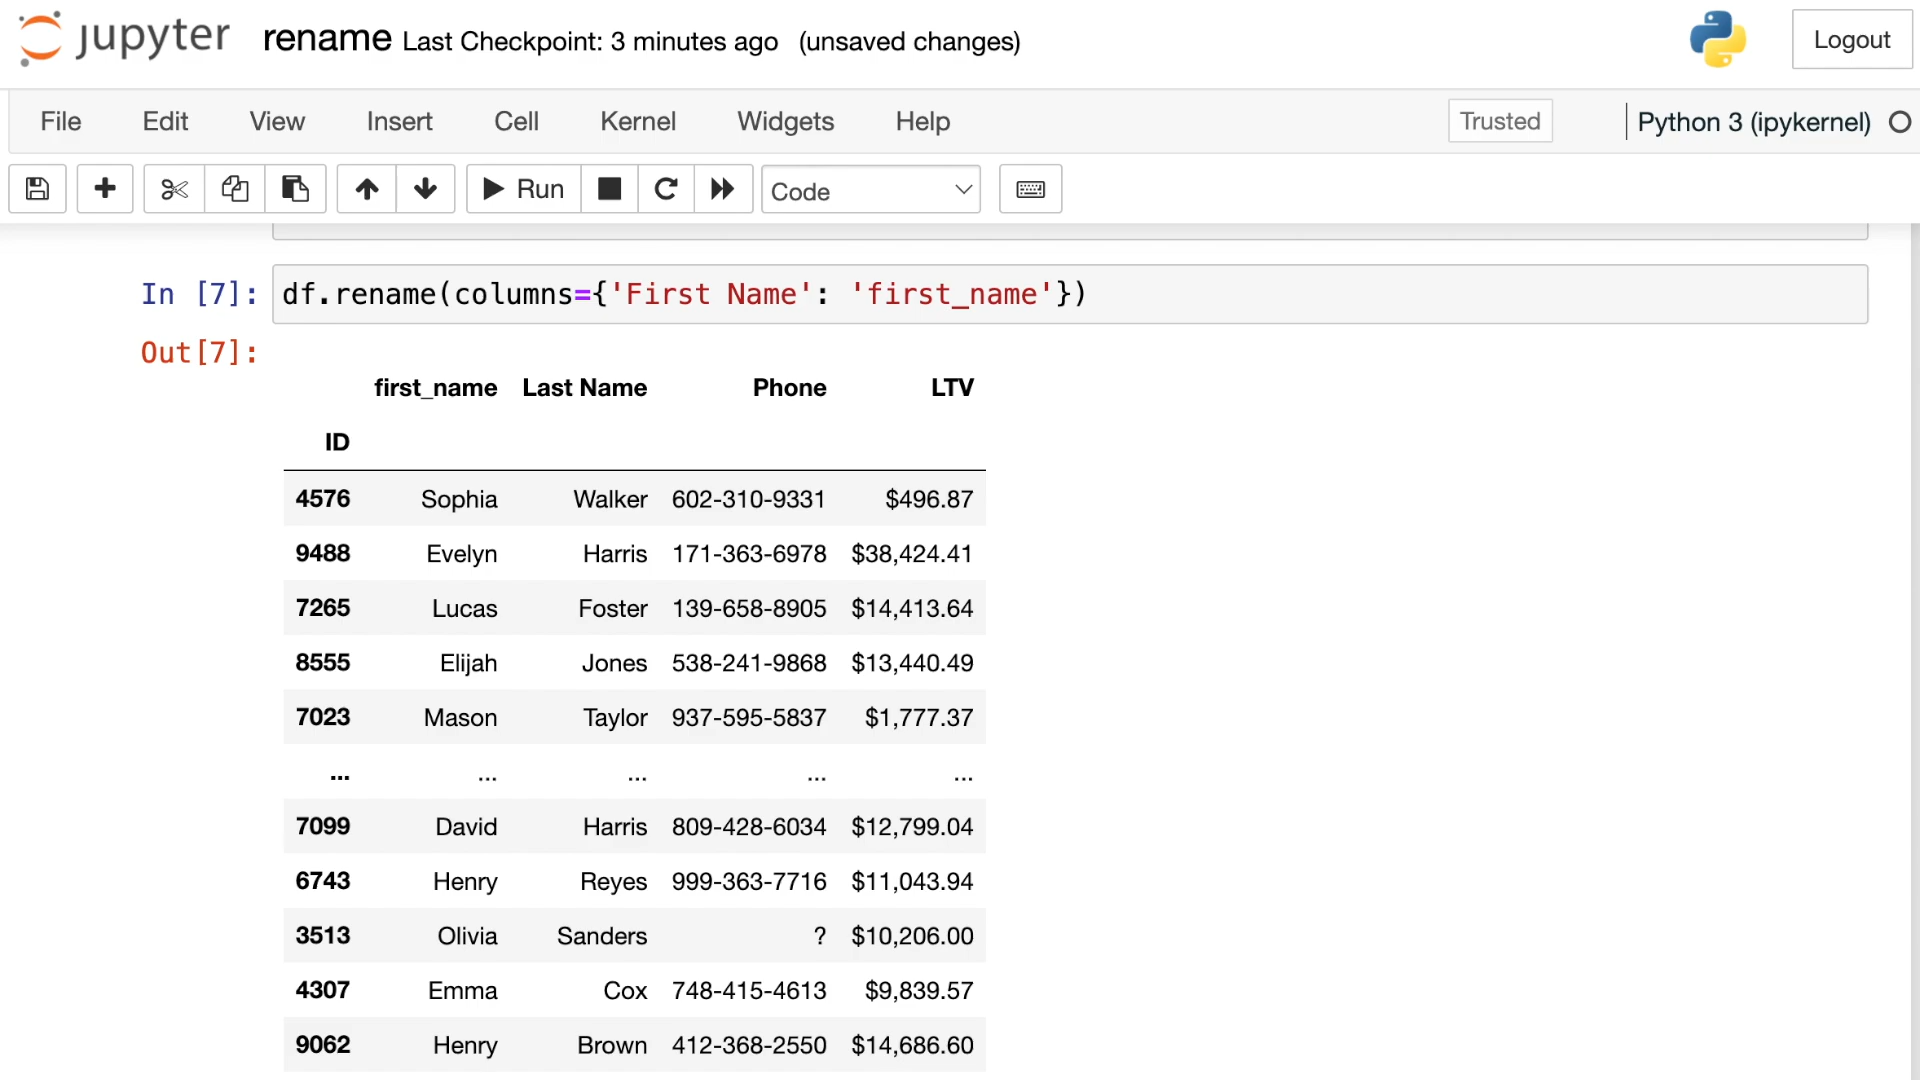 jupyter rename Last Checkpoint: 3 minutes ago (unsaved changes) Logout
File Edit View Insert Cell Kernel Widgets Help Trusted Python 3 (ipykernel)
Run Code
In [7]: df.rename(columns={'First Name': 'first_name'})
Out[7]:
first_name Last Name Phone LTV
ID
4576 Sophia Walker 602-310-9331 $496.87
9488 Evelyn Harris 171-363-6978 $38,424.41
7265 Lucas Foster 139-658-8905 $14,413.64
8555 Elijah Jones 538-241-9868 $13,440.49
7023 Mason Taylor 937-595-5837 $1,777.37
... ... ... ... ...
7099 David Harris 809-428-6034 $12,799.04
6743 Henry Reyes 999-363-7716 $11,043.94
3513 Olivia Sanders ? $10,206.00
4307 Emma Cox 748-415-4613 $9,839.57
9062 Henry Brown 412-368-2550 $14,686.60